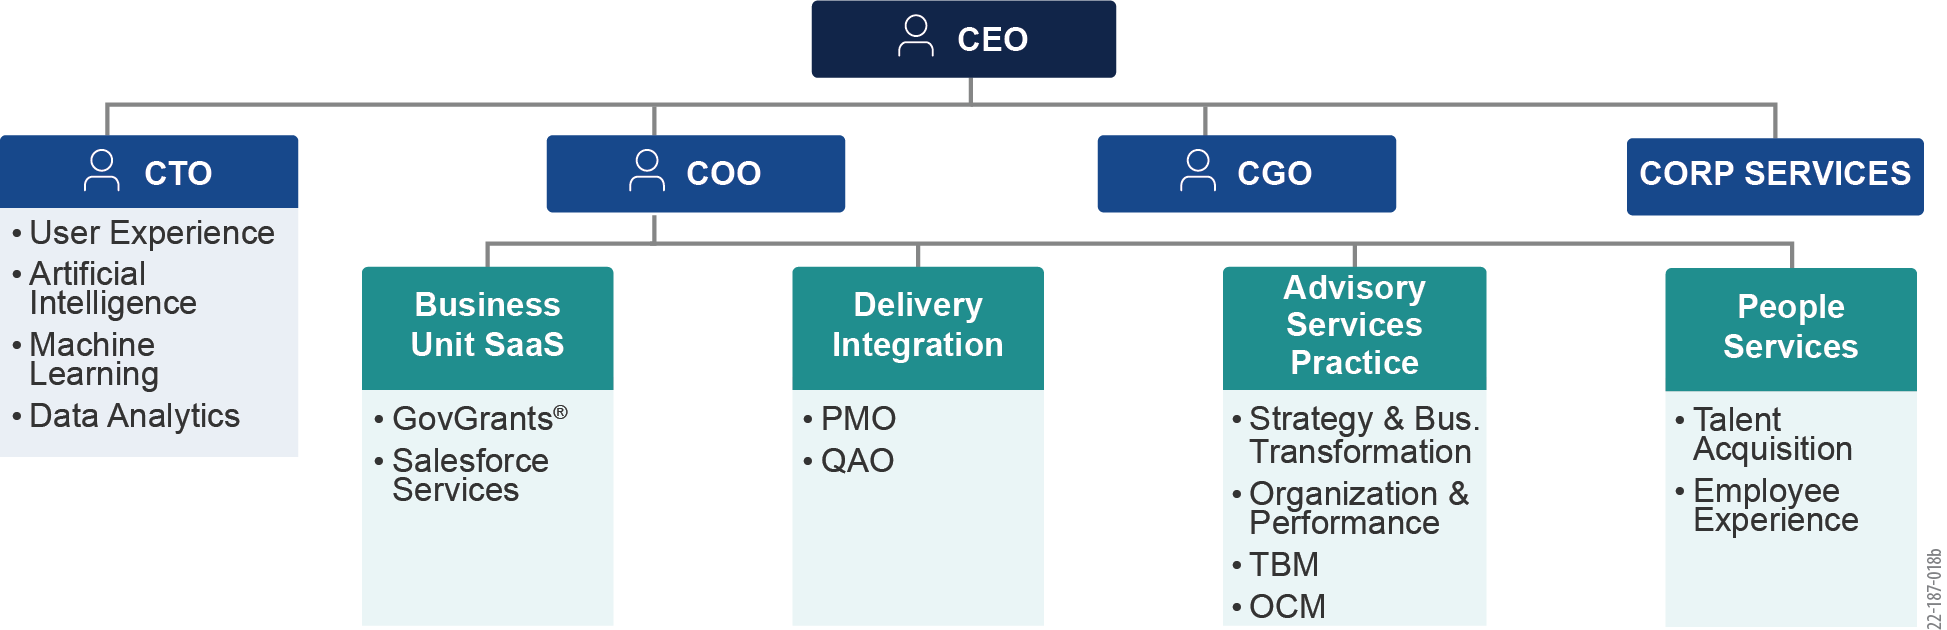 CEO
CTO
COO
CGO
CORP SERVICES
• User Experience
• Artificial
Intelligence
• Machine
Learning
• Data Analytics
Business
Unit SaaS
• GovGrants®
• Salesforce
Services
Delivery
Integration
• PMO
• QAO
Advisory
Services
Practice
• Strategy & Bus.
Transformation
• Organization &
Performance
• TBM
• OCM
People
Services
• Talent
Acquisition
• Employee
Experience
22-187-018b